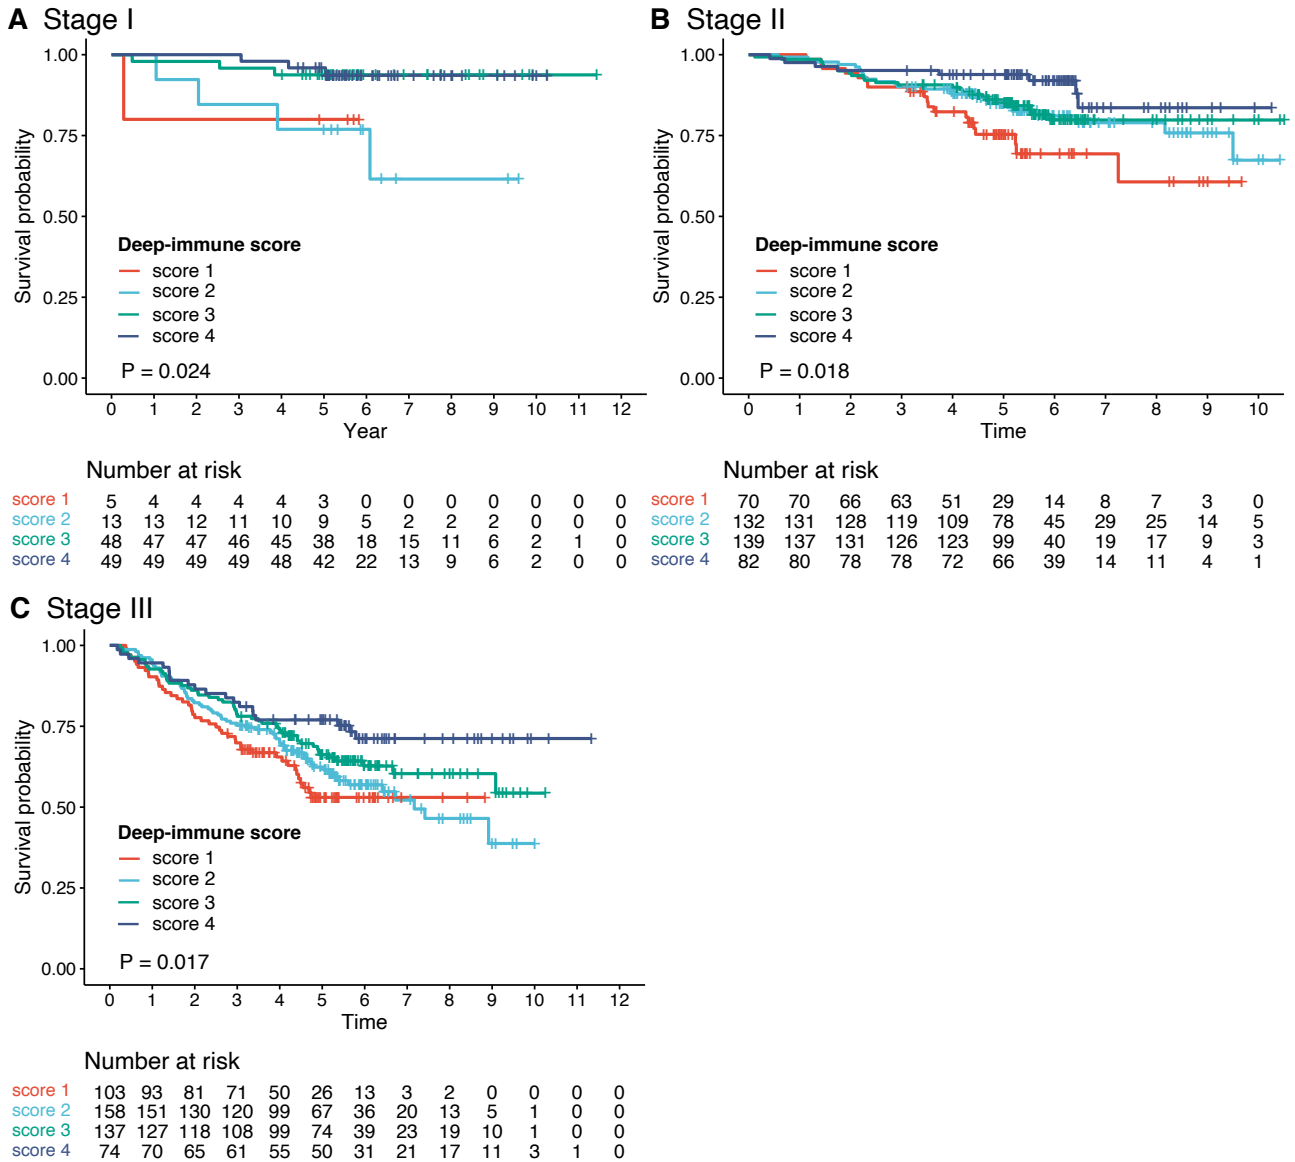 A Stage I
1.00
0.75
0.50
0.25
0.00
Survival probability
Deep-immune score
score 1
score 2
score 3
score 4
P = 0.024
0 1 2 3 4 5 6 7 8 9 10 11 12
Year
Number at risk
score 1 5 4 4 4 4 3 0 0 0 0 0 0 0
score 2 13 13 12 11 10 9 5 2 2 2 0 0 0
score 3 48 47 47 46 45 38 18 15 11 6 2 1 0
score 4 49 49 49 49 48 42 22 13 9 6 2 0 0
B Stage II
1.00
0.75
0.50
0.25
0.00
Survival probability
Deep-immune score
score 1
score 2
score 3
score 4
P = 0.018
0 1 2 3 4 5 6 7 8 9 10
Time
Number at risk
score 1 70 70 66 63 51 29 14 8 7 3 0
score 2 132 131 128 119 109 78 45 29 25 14 5
score 3 139 137 131 126 123 99 40 19 17 9 3
score 4 82 80 78 78 72 66 39 14 11 4 1
C Stage III
1.00
0.75
0.50
0.25
0.00
Survival probability
Deep-immune score
score 1
score 2
score 3
score 4
P = 0.017
0 1 2 3 4 5 6 7 8 9 10 11 12
Time
Number at risk
score 1 103 93 81 71 50 26 13 3 2 0 0 0 0
score 2 158 151 130 120 99 67 36 20 13 5 1 0 0
score 3 137 127 118 108 99 74 39 23 19 10 1 0 0
score 4 74 70 65 61 55 50 31 21 17 11 3 1 0